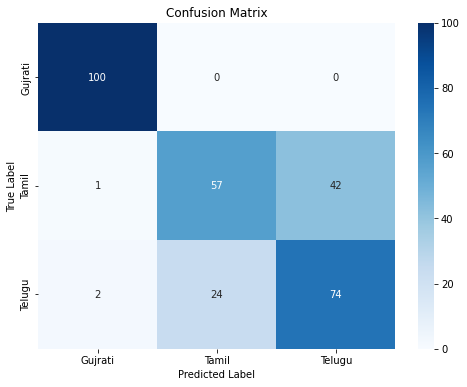 Confusion Matrix
Gujrati
100
0
0
True Label
Tamil
1
57
42
Telugu
2
24
74
Gujrati
Tamil
Telugu
Predicted Label
100
80
60
40
20
0